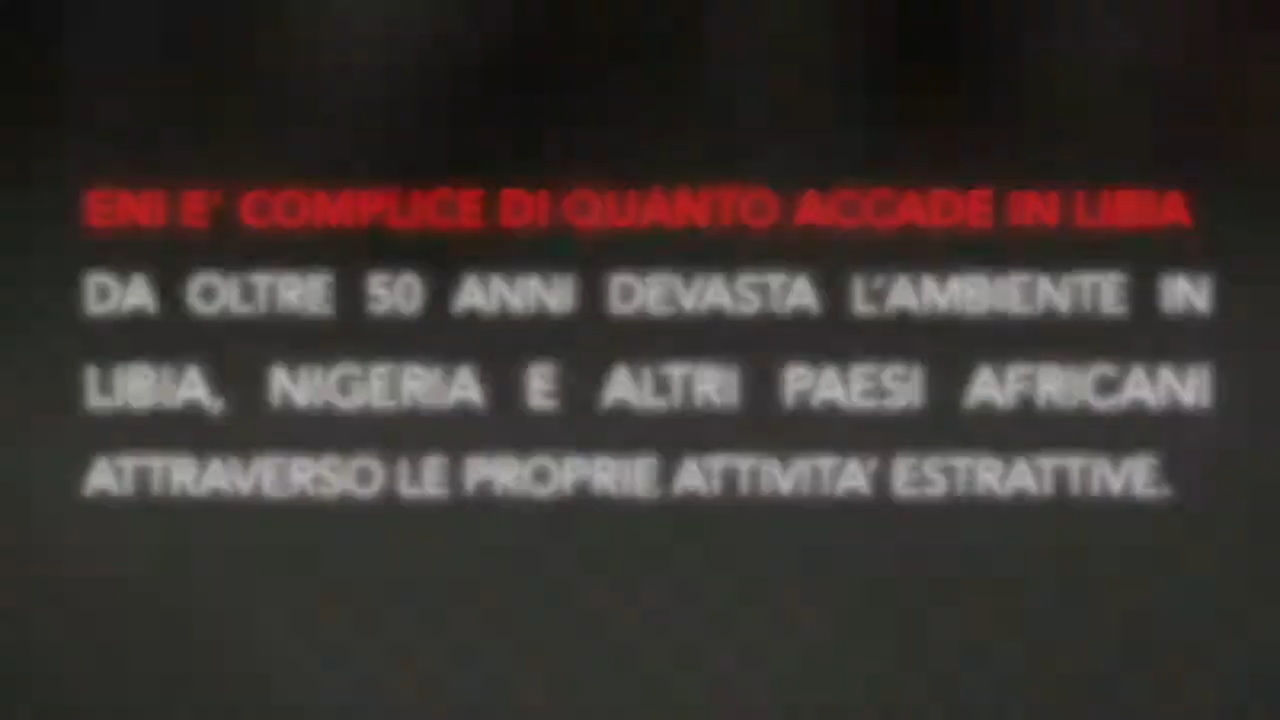 ENI E' COMPLICE DI QUANTO ACCADE IN LIBIA
DA OLTRE 50 ANNI DEVASTA L'AMBIENTE IN
LIBIA, NIGERIA E ALTRI PAESI AFRICANI
ATTRAVERSO LE PROPRIE ATTIVITA' ESTRATTIVE.